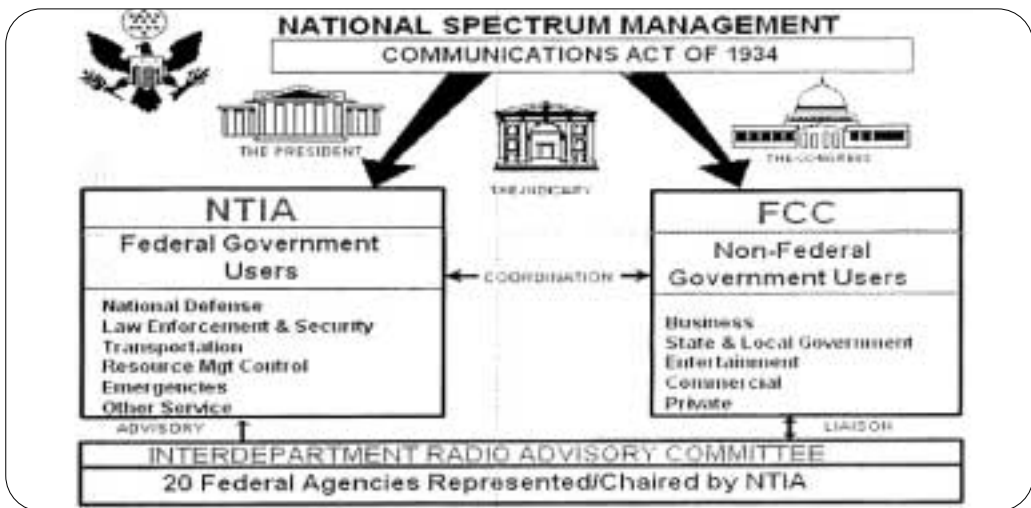 NATIONAL SPECTRUM MANAGEMENT
COMMUNICATIONS ACT OF 1934
THE PRESIDENT
THE JUDICIARY
THE CONGRESS
NTIA
Federal Government
Users
National Defense
Law Enforcement & Security
Transportation
Resource Mgt Control
Emergencies
Other Service
COORDINATION
FCC
Non-Federal
Government Users
Business
State & Local Government
Entertainment
Commercial
Private
ADVISORY
LIAISON
INTERDEPARTMENT RADIO ADVISORY COMMITTEE
20 Federal Agencies Represented/Chaired by NTIA